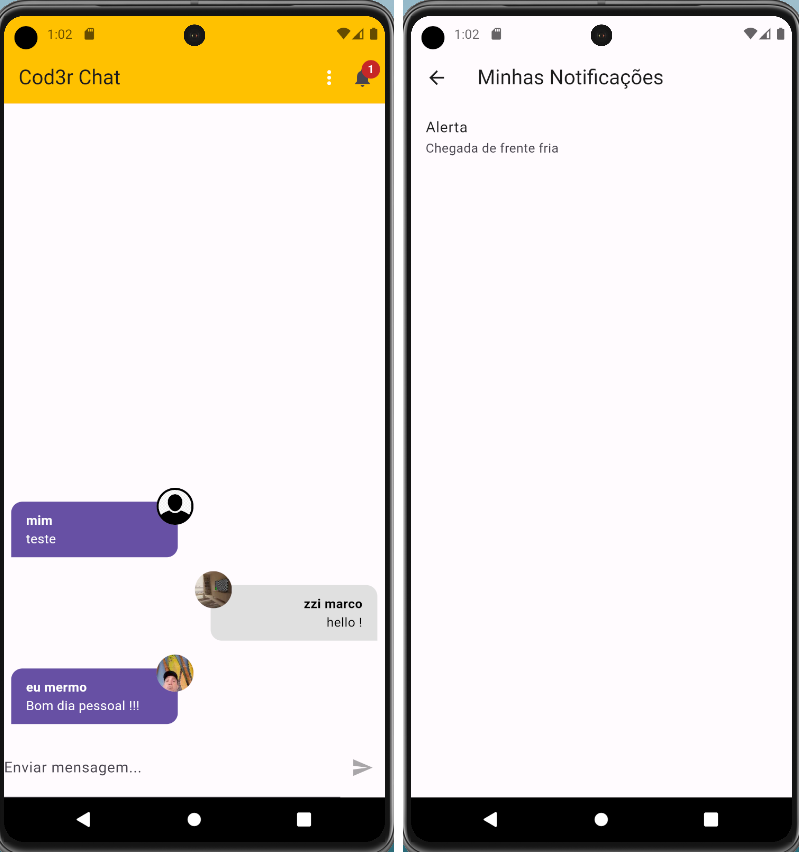 1:02
Cod3r Chat
1
mim
teste
zzi marco
hello !
eu mermo
Bom dia pessoal !!!
Enviar mensagem...
1:02
Minhas Notificações
Alerta
Chegada de frente fria